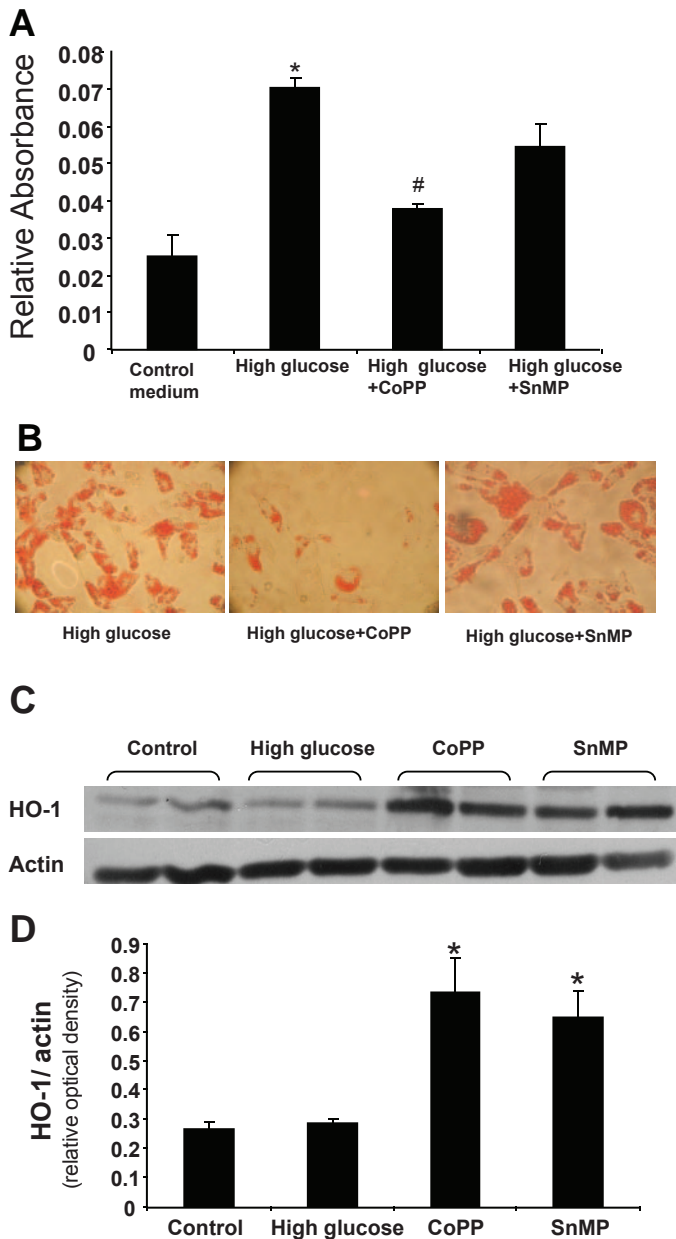 A
Relative Absorbance
0.08
0.07
0.06
0.05
0.04
0.03
0.02
0.01
0
*
#
Control
medium
High glucose
High glucose
+CoPP
High glucose
+SnMP
B
High glucose
High glucose+CoPP
High glucose+SnMP
C
Control
High glucose
CoPP
SnMP
HO-1
Actin
D
HO-1/ actin
(relative optical density)
0.9
0.8
0.7
0.6
0.5
0.4
0.3
0.2
0.1
0
*
*
Control
High glucose
CoPP
SnMP